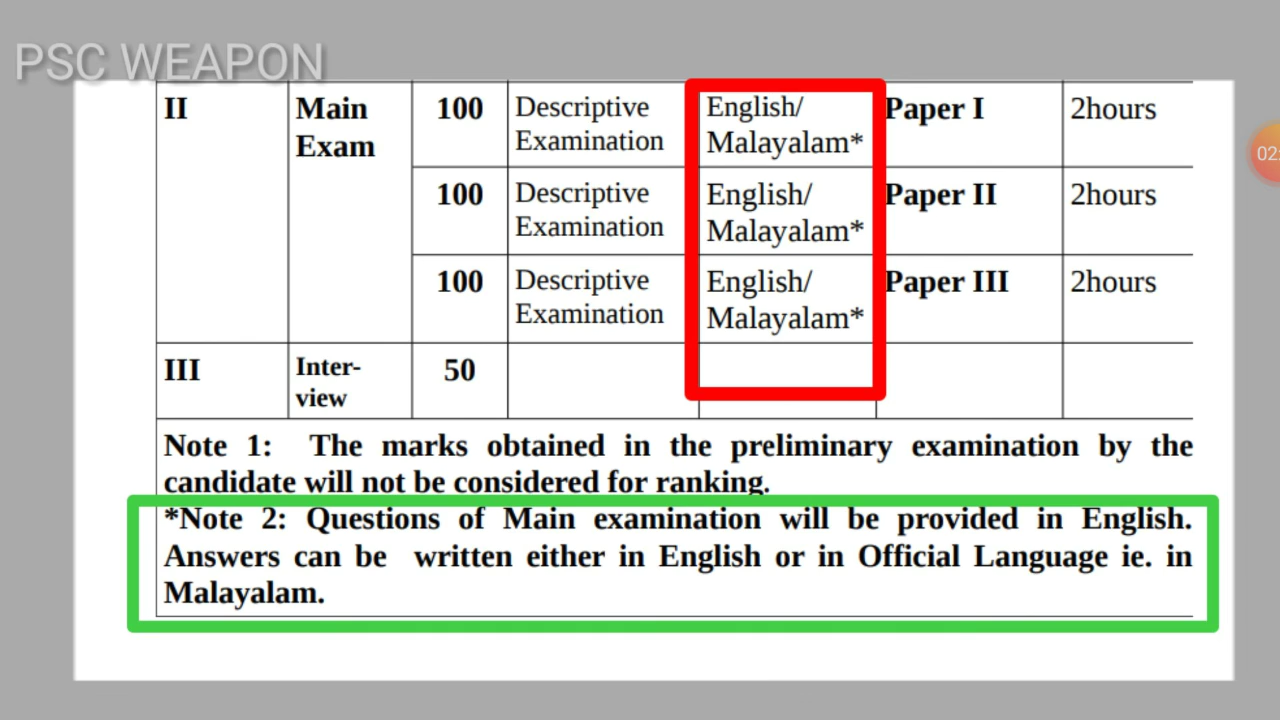 PSC WEAPON
II Main Exam 100 Descriptive Examination English/ Malayalam* Paper I 2hours
100 Descriptive Examination English/ Malayalam* Paper II 2hours
100 Descriptive Examination English/ Malayalam* Paper III 2hours
III Inter-view 50
Note 1: The marks obtained in the preliminary examination by the
candidate will not be considered for ranking.
*Note 2: Questions of Main examination will be provided in English.
Answers can be written either in English or in Official Language ie. in
Malayalam.